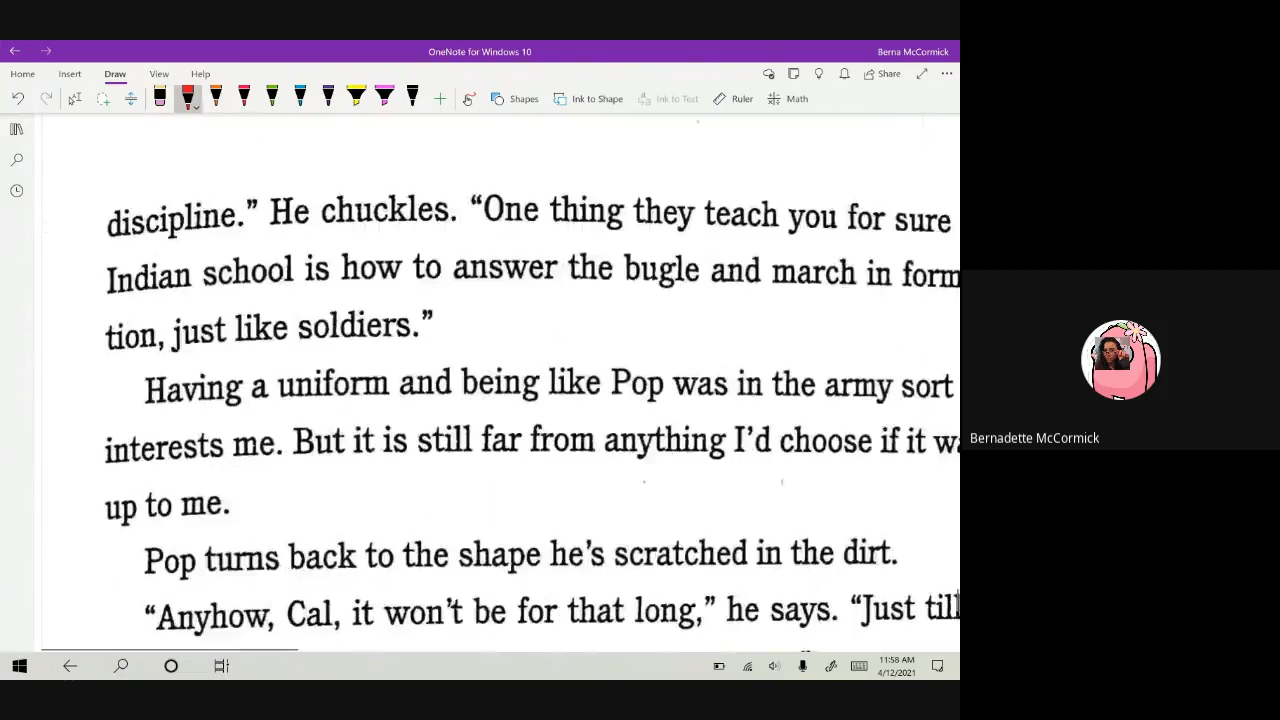 OneNote for Windows 10
Berna McCormick
Home Insert Draw View Help
Share
Shapes Ink to Shape Ink to Text Ruler Math
discipline.” He chuckles. “One thing they teach you for sure
Indian school is how to answer the bugle and march in form
tion, just like soldiers.”
Having a uniform and being like Pop was in the army sort
interests me. But it is still far from anything I’d choose if it
up to me.
Pop turns back to the shape he’s scratched in the dirt.
“Anyhow, Cal, it won’t be for that long,” he says. “Just till
Bernadette McCormick
11:58 AM
4/12/2021